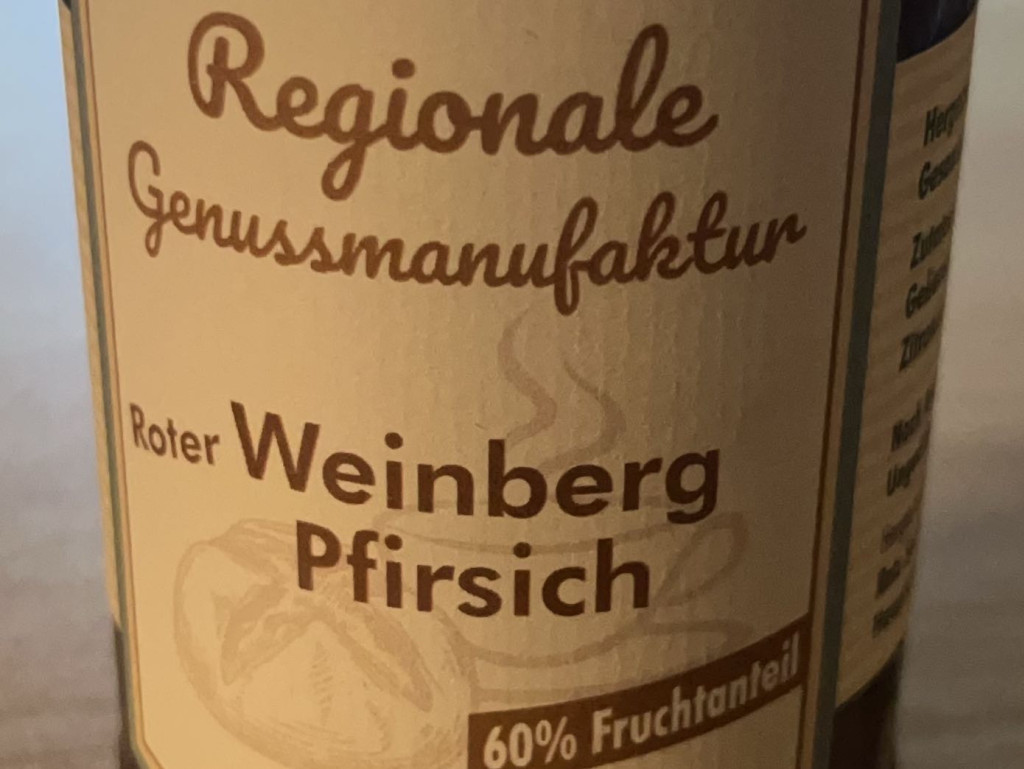 Regionale
Genussmanufaktur
Roter Weinberg
Pfirsich
60% Fruchtanteil